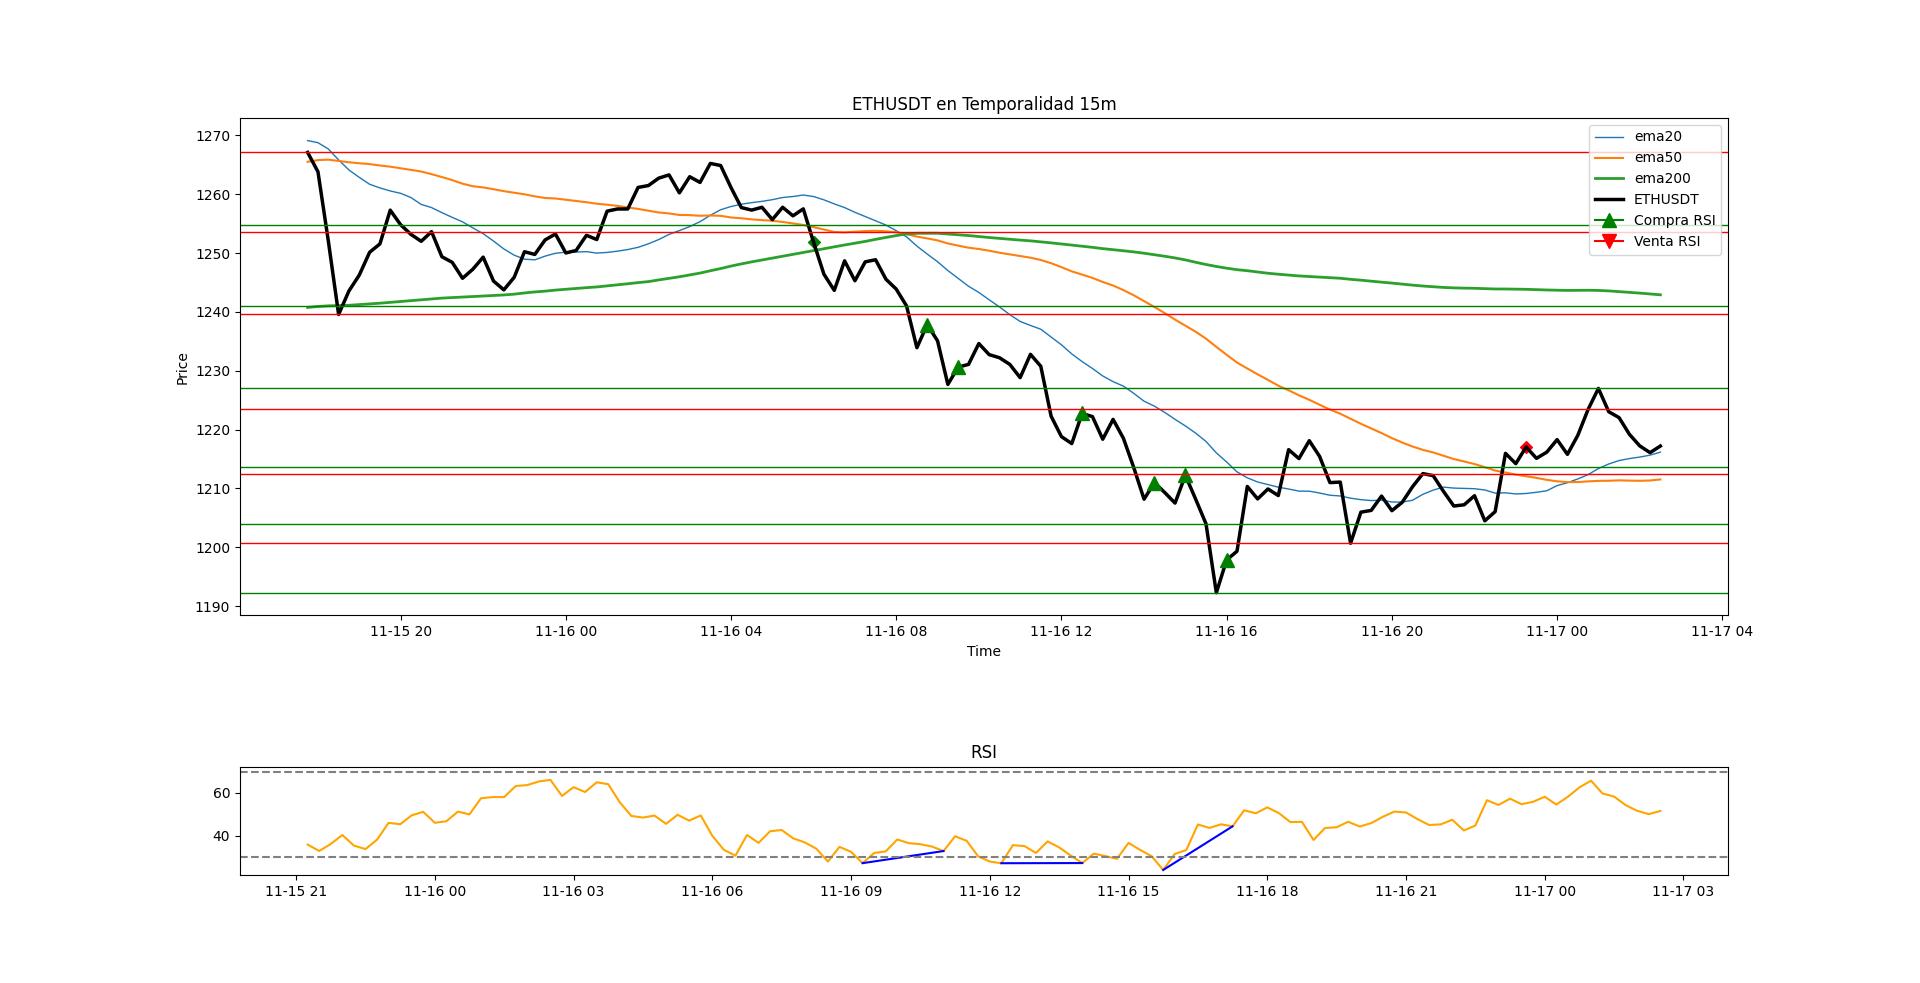 ETHUSDT en Temporalidad 15m
1270
1260
1250
1240
1230
1220
1210
1200
1190
Price
ema20
ema50
ema200
ETHUSDT
Compra RSI
Venta RSI
11-15 20 11-16 00 11-16 04 11-16 08 11-16 12 11-16 16 11-16 20 11-17 00 11-17 04
Time
RSI
60
40
11-15 21 11-16 00 11-16 03 11-16 06 11-16 09 11-16 12 11-16 15 11-16 18 11-16 21 11-17 00 11-17 03